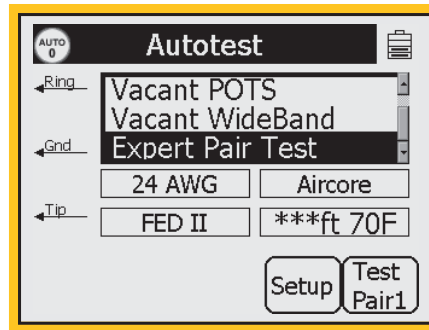 AUTO
0
Autotest
Ring
Vacant POTS
Vacant WideBand
Gnd
Expert Pair Test
24 AWG
Aircore
Tip
FED II
***ft 70F
Setup
Test
Pair1